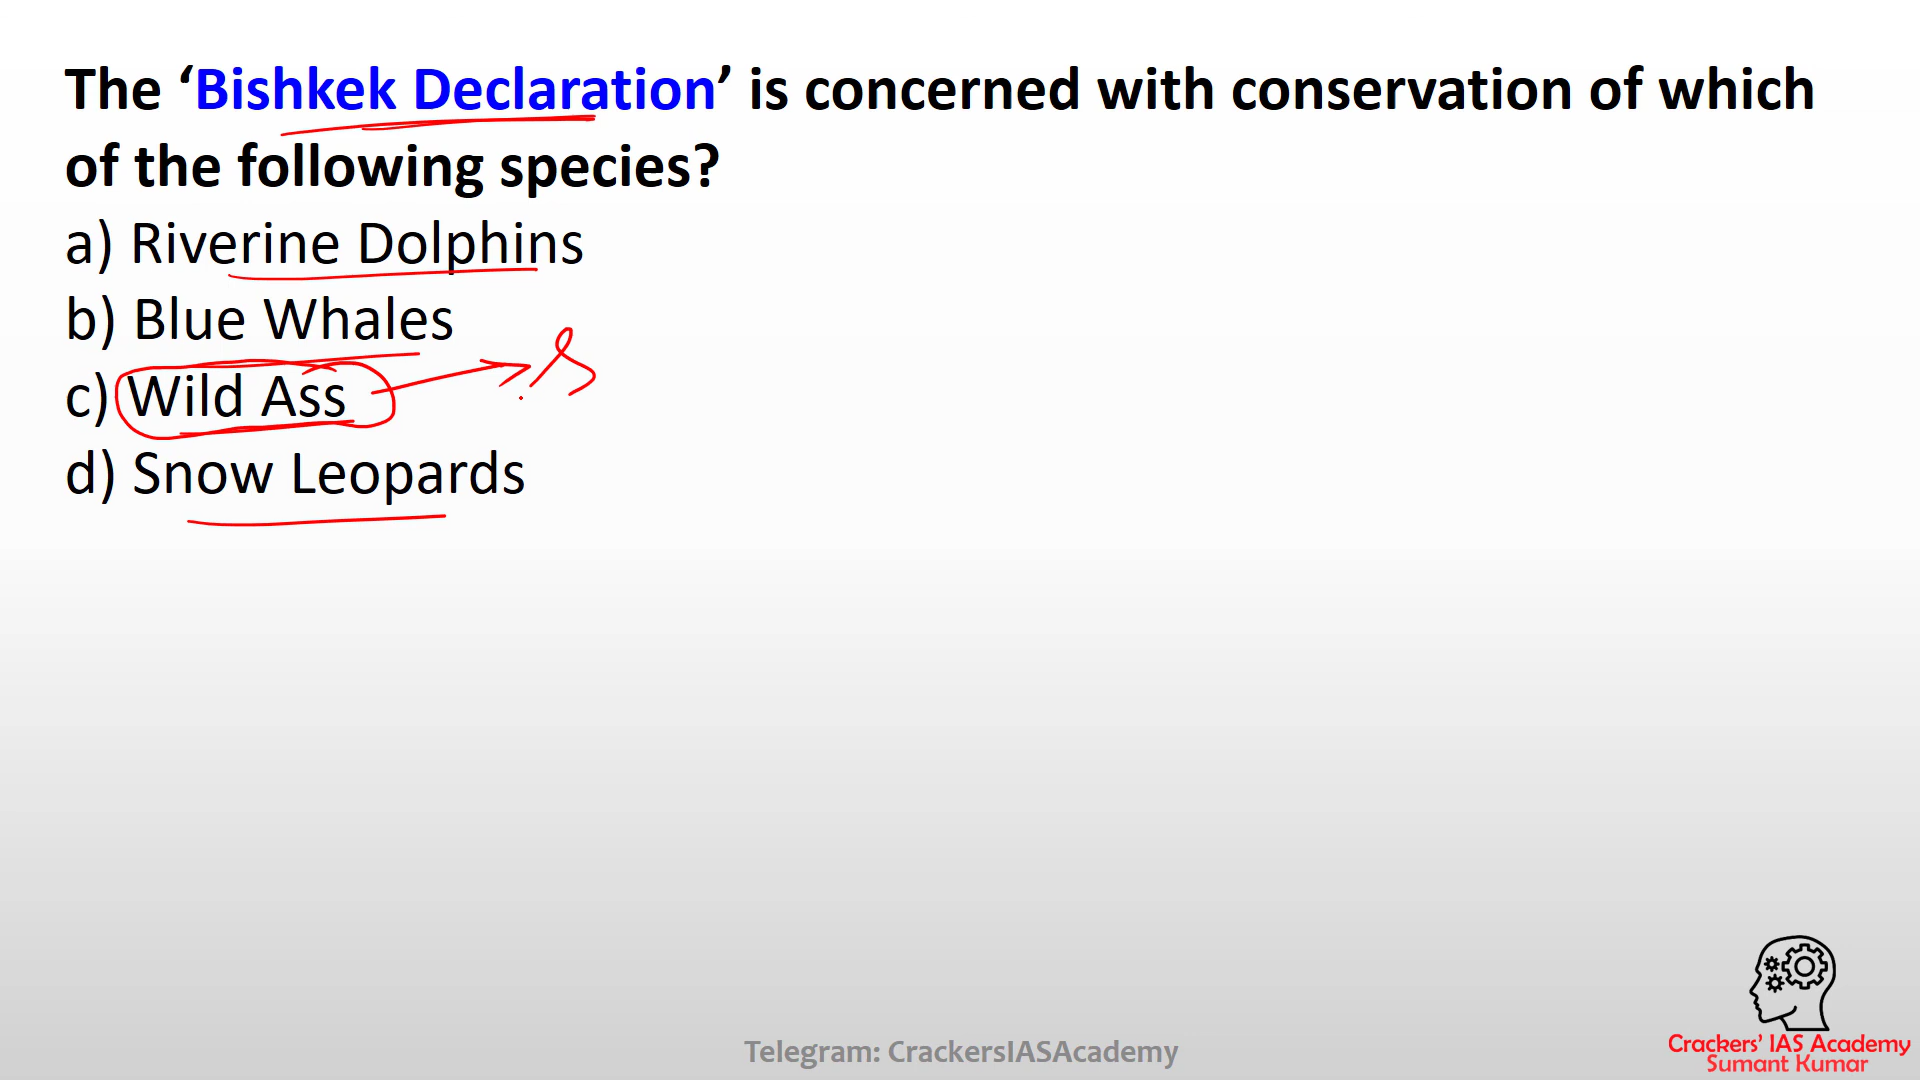 The ‘Bishkek Declaration’ is concerned with conservation of which
of the following species?
a) Riverine Dolphins
b) Blue Whales
c) Wild Ass
d) Snow Leopards
Telegram: CrackersIASAcademy
Crackers’ IAS Academy
Sumant Kumar